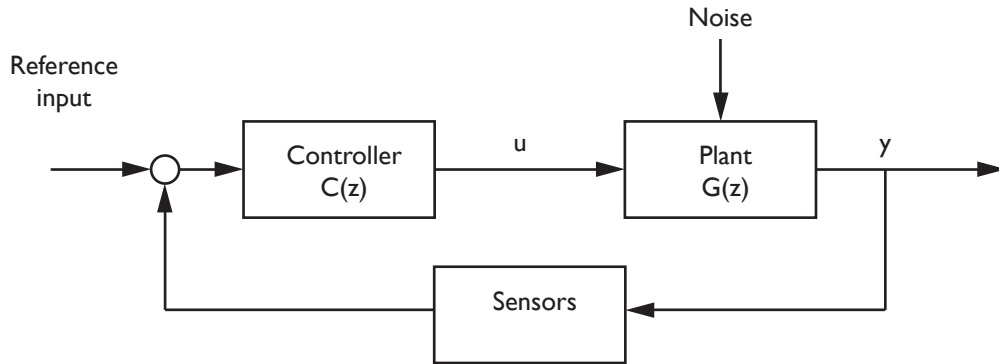 Noise
Reference
input
Controller
C(z)
u
Plant
G(z)
y
Sensors